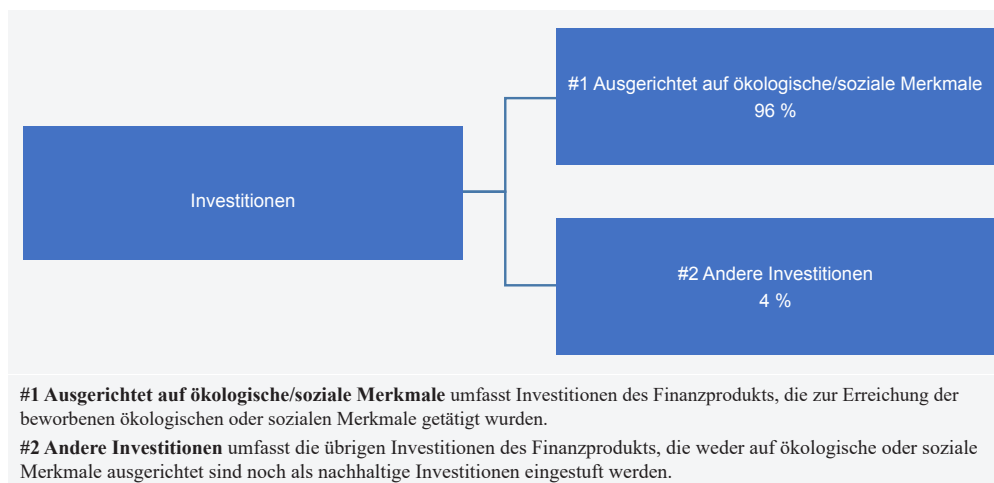 #1 Ausgerichtet auf ökologische/soziale Merkmale
96 %
Investitionen
#2 Andere Investitionen
4 %
#1 Ausgerichtet auf ökologische/soziale Merkmale umfasst Investitionen des Finanzprodukts, die zur Erreichung der
beworbenen ökologischen oder sozialen Merkmale getätigt wurden.
#2 Andere Investitionen umfasst die übrigen Investitionen des Finanzprodukts, die weder auf ökologische oder soziale
Merkmale ausgerichtet sind noch als nachhaltige Investitionen eingestuft werden.